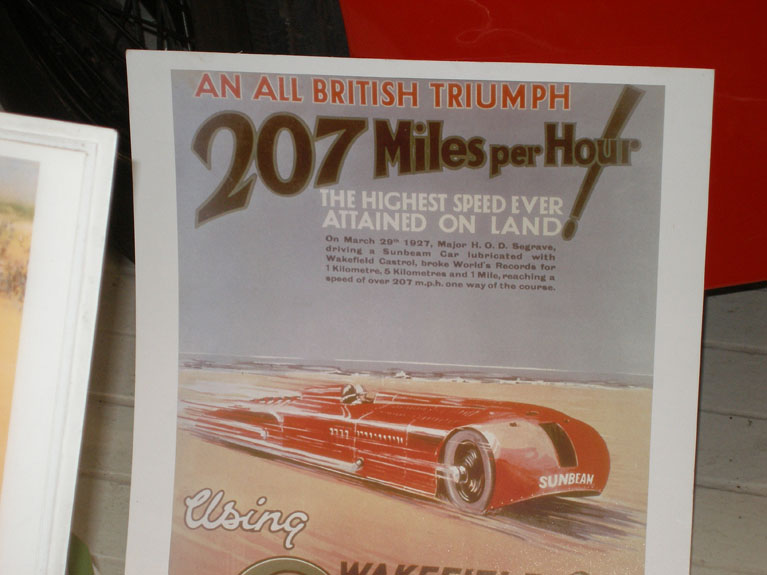 AN ALL BRITISH TRIUMPH
207 Miles per Hour!
THE HIGHEST SPEED EVER
ATTAINED ON LAND
On March 29th 1927, Major H. O. D. Segrave,
driving a Sunbeam Car lubricated with
Wakefield Castrol, broke World's Records for
1 Kilometre, 5 Kilometres and 1 Mile, reaching a
speed of over 207 m.p.h. one way of the course.
SUNBEAM
Using
WAKEFIELD